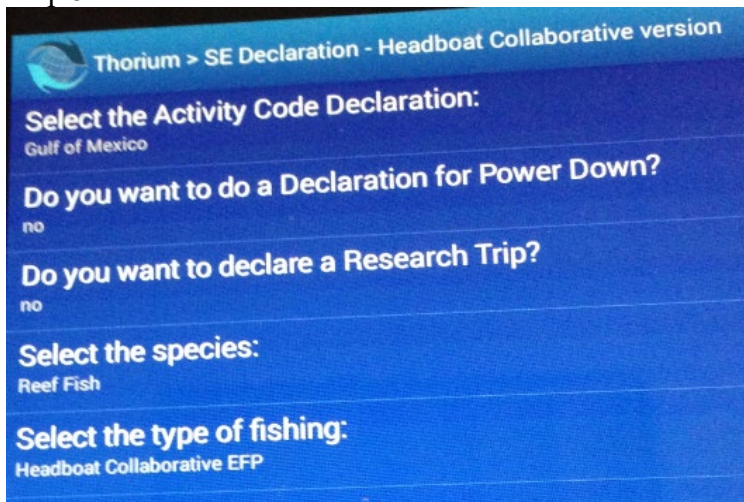 Thorium > SE Declaration - Headboat Collaborative version
Select the Activity Code Declaration:
Gulf of Mexico
Do you want to do a Declaration for Power Down?
no
Do you want to declare a Research Trip?
no
Select the species:
Reef Fish
Select the type of fishing:
Headboat Collaborative EFP